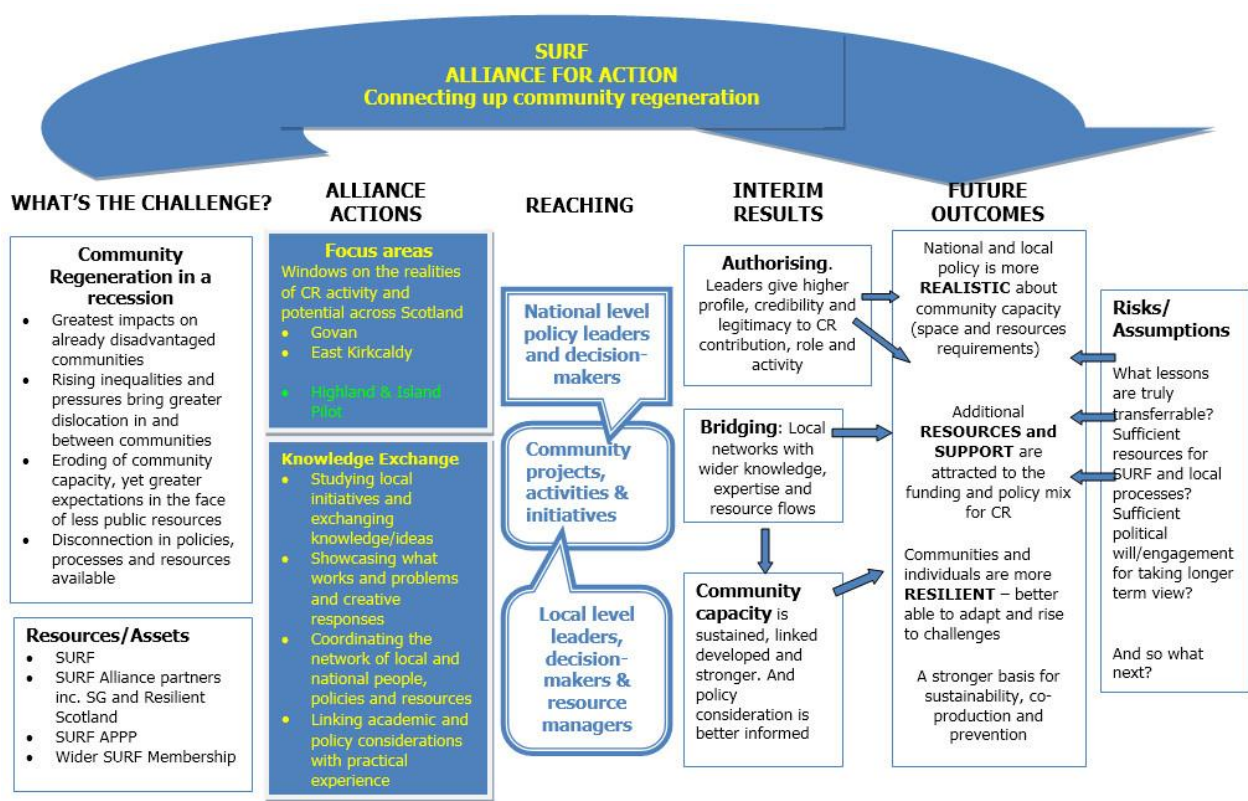 SURF
ALLIANCE FOR ACTION
Connecting up community regeneration
WHAT'S THE CHALLENGE?
Community
Regeneration in a
recession
• Greatest impacts on
already disadvantaged
communities
• Rising inequalities and
pressures bring greater
dislocation in and
between communities
• Eroding of community
capacity, yet greater
expectations in the face
of less public resources
• Disconnection in policies,
processes and resources
available
Resources/Assets
• SURF
• SURF Alliance partners
inc. SG and Resilient
Scotland
• SURF APPP
• Wider SURF Membership
ALLIANCE
ACTIONS
Focus areas
Windows on the realities
of CR activity and
potential across Scotland
• Govan
• East Kirkcaldy
• Highland & Island
Pilot
Knowledge Exchange
• Studying local
initiatives and
exchanging
knowledge/ideas
• Showcasing what
works and problems
and creative
responses
• Coordinating the
network of local and
national people,
policies and resources
• Linking academic and
policy considerations
with practical
experience
REACHING
National level
policy leaders
and decision-
makers
Community
projects,
activities &
initiatives
Local level
leaders,
decision-
makers &
resource
managers
INTERIM
RESULTS
Authorising.
Leaders give higher
profile, credibility and
legitimacy to CR
contribution, role and
activity
Bridging: Local
networks with
wider knowledge,
expertise and
resource flows
Community
capacity is
sustained, linked
developed and
stronger. And
policy
consideration is
better informed
FUTURE
OUTCOMES
National and local
policy is more
REALISTIC about
community capacity
(space and resources
requirements)
Additional
RESOURCES and
SUPPORT are
attracted to the
funding and policy mix
for CR
Communities and
individuals are more
RESILIENT – better
able to adapt and rise
to challenges
A stronger basis for
sustainability, co-
production and
prevention
Risks/
Assumptions
What lessons
are truly
transferrable?
Sufficient
resources for
SURF and local
processes?
Sufficient
political
will/engagement
for taking longer
term view?
And so what
next?